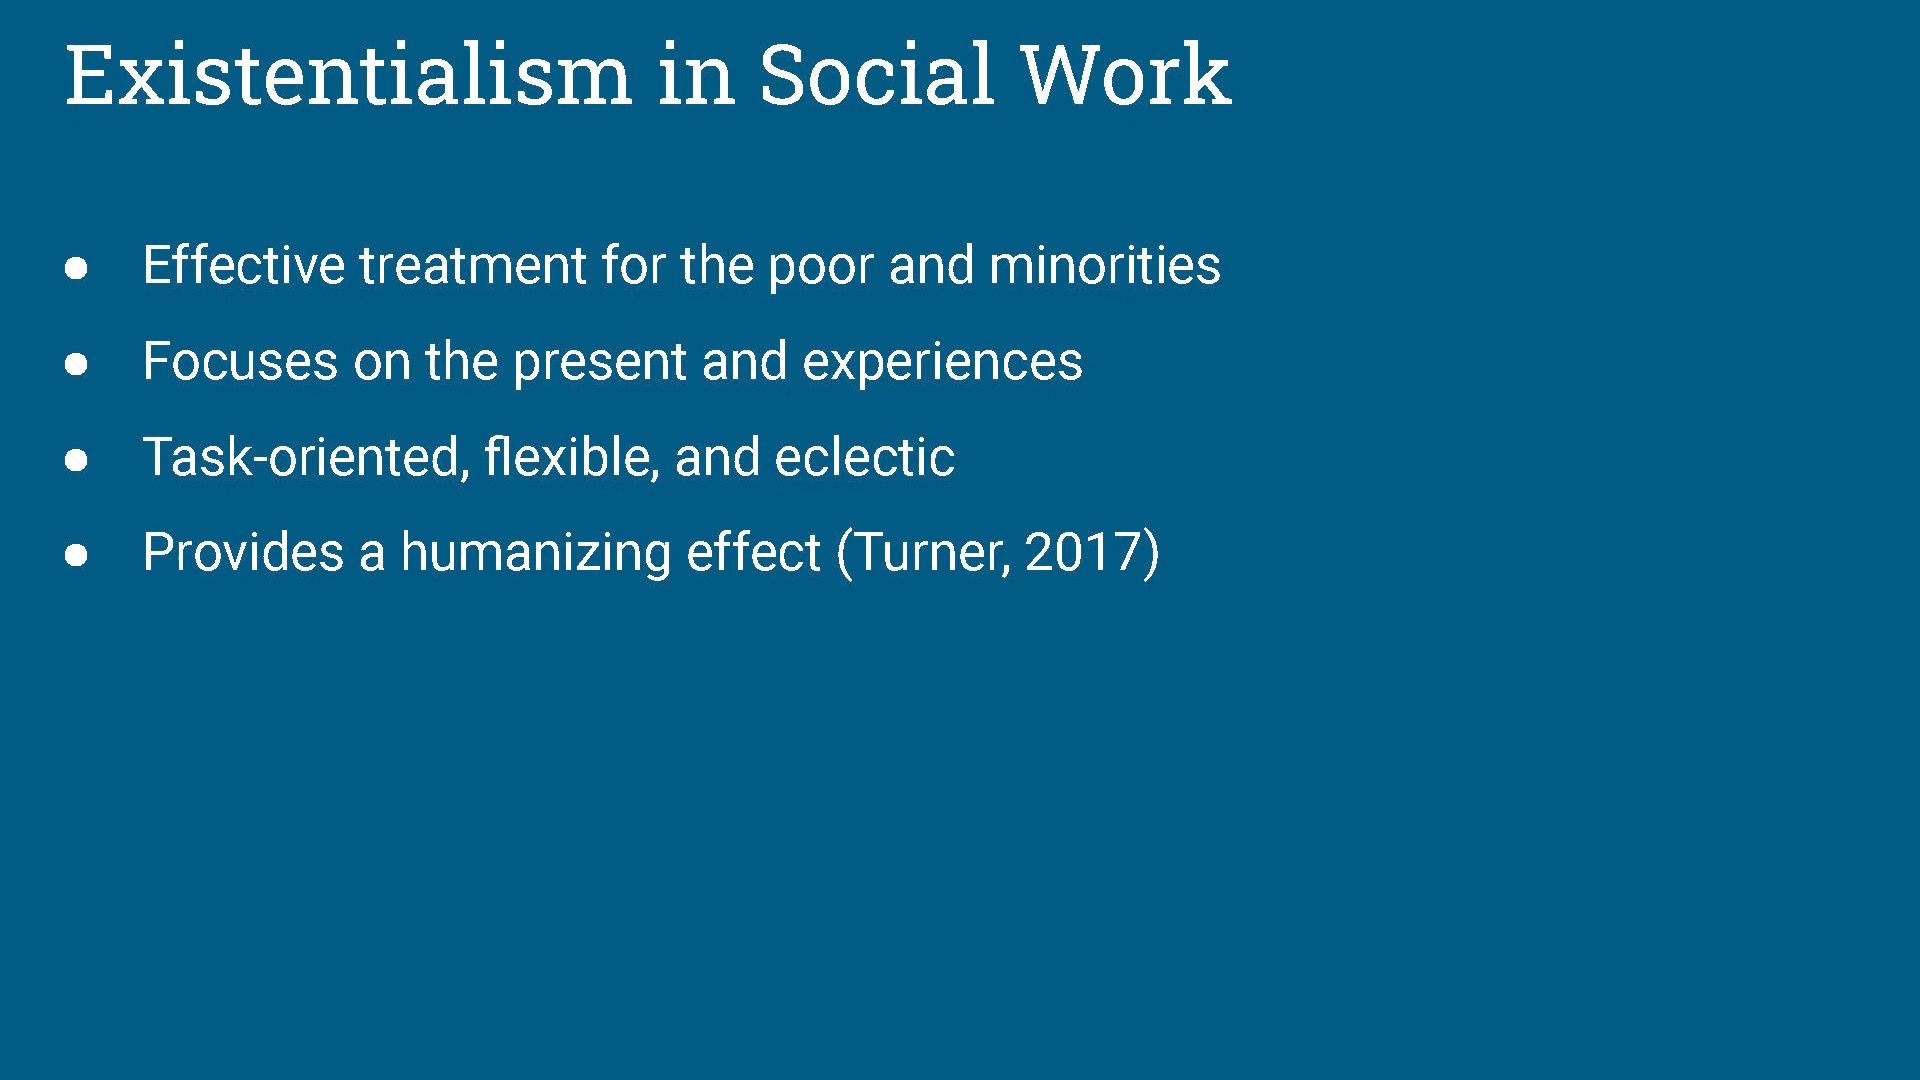 Existentialism in Social Work
● Effective treatment for the poor and minorities
● Focuses on the present and experiences
● Task-oriented, flexible, and eclectic
● Provides a humanizing effect (Turner, 2017)